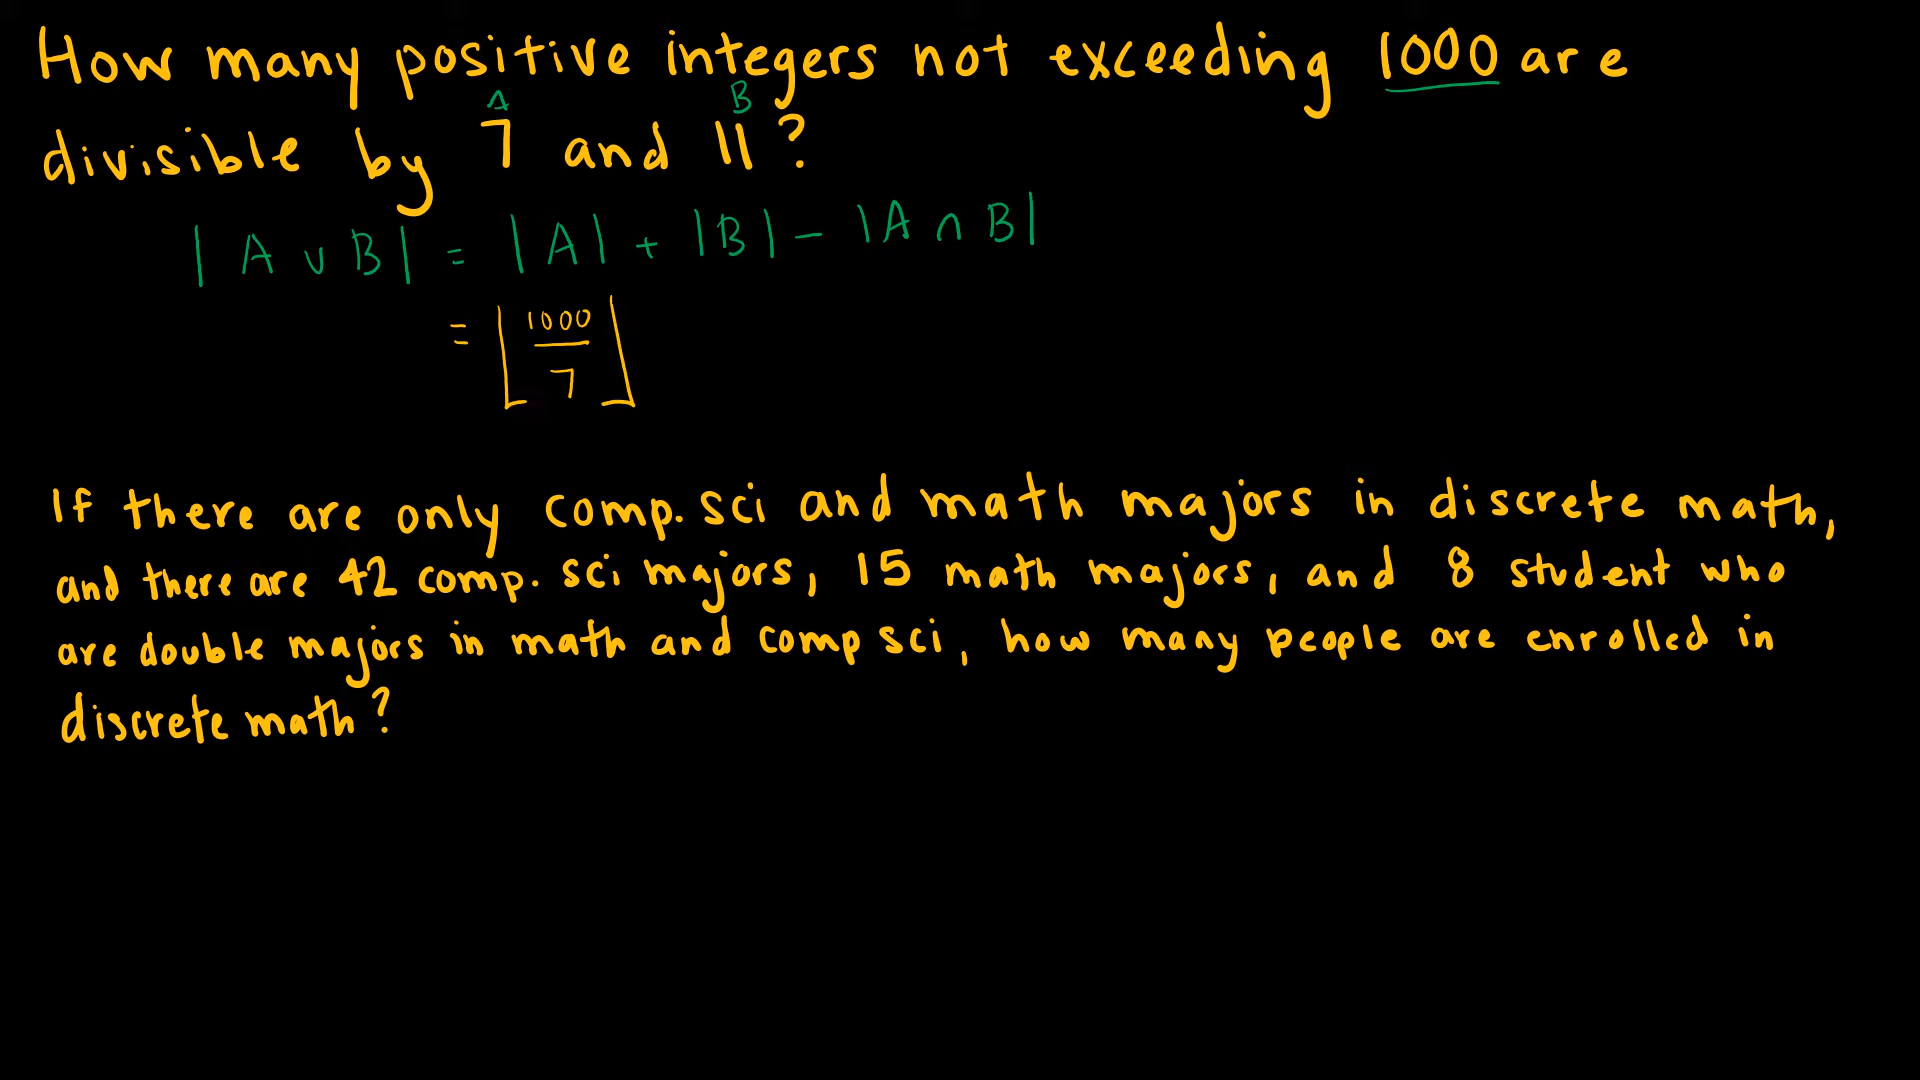 How many positive integers not exceeding 1000 are
A B
divisible by 7 and 11?
|A ∪ B| = |A| + |B| - |A ∩ B|
= ⌊1000/7⌋
If there are only comp. sci and math majors in discrete math,
and there are 42 comp. sci majors, 15 math majors, and 8 student who
are double majors in math and comp sci, how many people are enrolled in
discrete math?